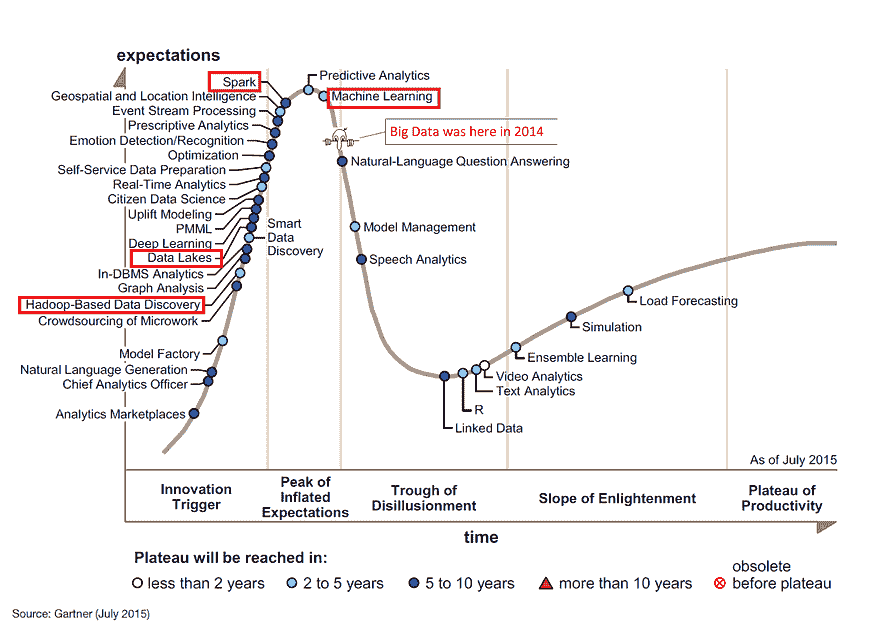 expectations
Spark
Predictive Analytics
Geospatial and Location Intelligence
Machine Learning
Event Stream Processing
Prescriptive Analytics
Big Data was here in 2014
Emotion Detection/Recognition
Optimization
Natural-Language Question Answering
Self-Service Data Preparation
Real-Time Analytics
Citizen Data Science
Uplift Modeling
PMML
Smart
Data
Discovery
Model Management
Deep Learning
Data Lakes
Speech Analytics
In-DBMS Analytics
Graph Analysis
Hadoop-Based Data Discovery
Load Forecasting
Crowdsourcing of Microwork
Simulation
Model Factory
Ensemble Learning
Natural Language Generation
Video Analytics
Chief Analytics Officer
Text Analytics
Analytics Marketplaces
R
Linked Data
As of July 2015
Innovation
Trigger
Peak of
Inflated
Expectations
Trough of
Disillusionment
Slope of Enlightenment
Plateau of
Productivity
time
Plateau will be reached in:
less than 2 years
2 to 5 years
5 to 10 years
more than 10 years
obsolete
before plateau
Source: Gartner (July 2015)